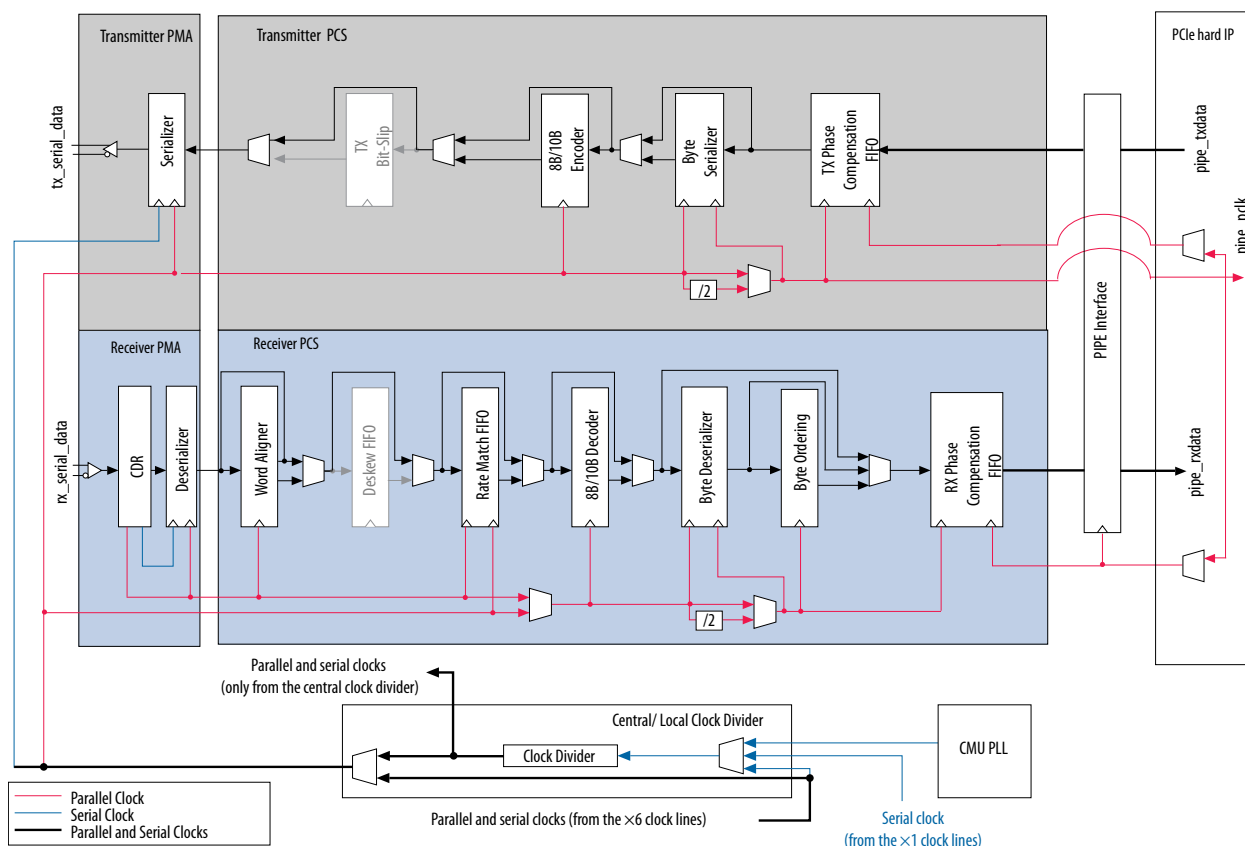 Transmitter PMA
Transmitter PCS
PCIe hard IP
tx_serial_data
Serializer
TX
Bit-Slip
8B/10B
Encoder
Byte
Serializer
TX Phase
Compensation
FIFO
pipe_txdata
pipe_pclk
/2
PIPE Interface
Receiver PMA
Receiver PCS
rx_serial_data
CDR
Deserializer
Word Aligner
Deskew FIFO
Rate Match FIFO
8B/10B Decoder
Byte Deserializer
Byte Ordering
RX Phase
Compensation
FIFO
pipe_rxdata
/2
Parallel and serial clocks
(only from the central clock divider)
Central/ Local Clock Divider
Clock Divider
CMU PLL
Parallel Clock
Serial Clock
Parallel and Serial Clocks
Parallel and serial clocks (from the ×6 clock lines)
Serial clock
(from the ×1 clock lines)